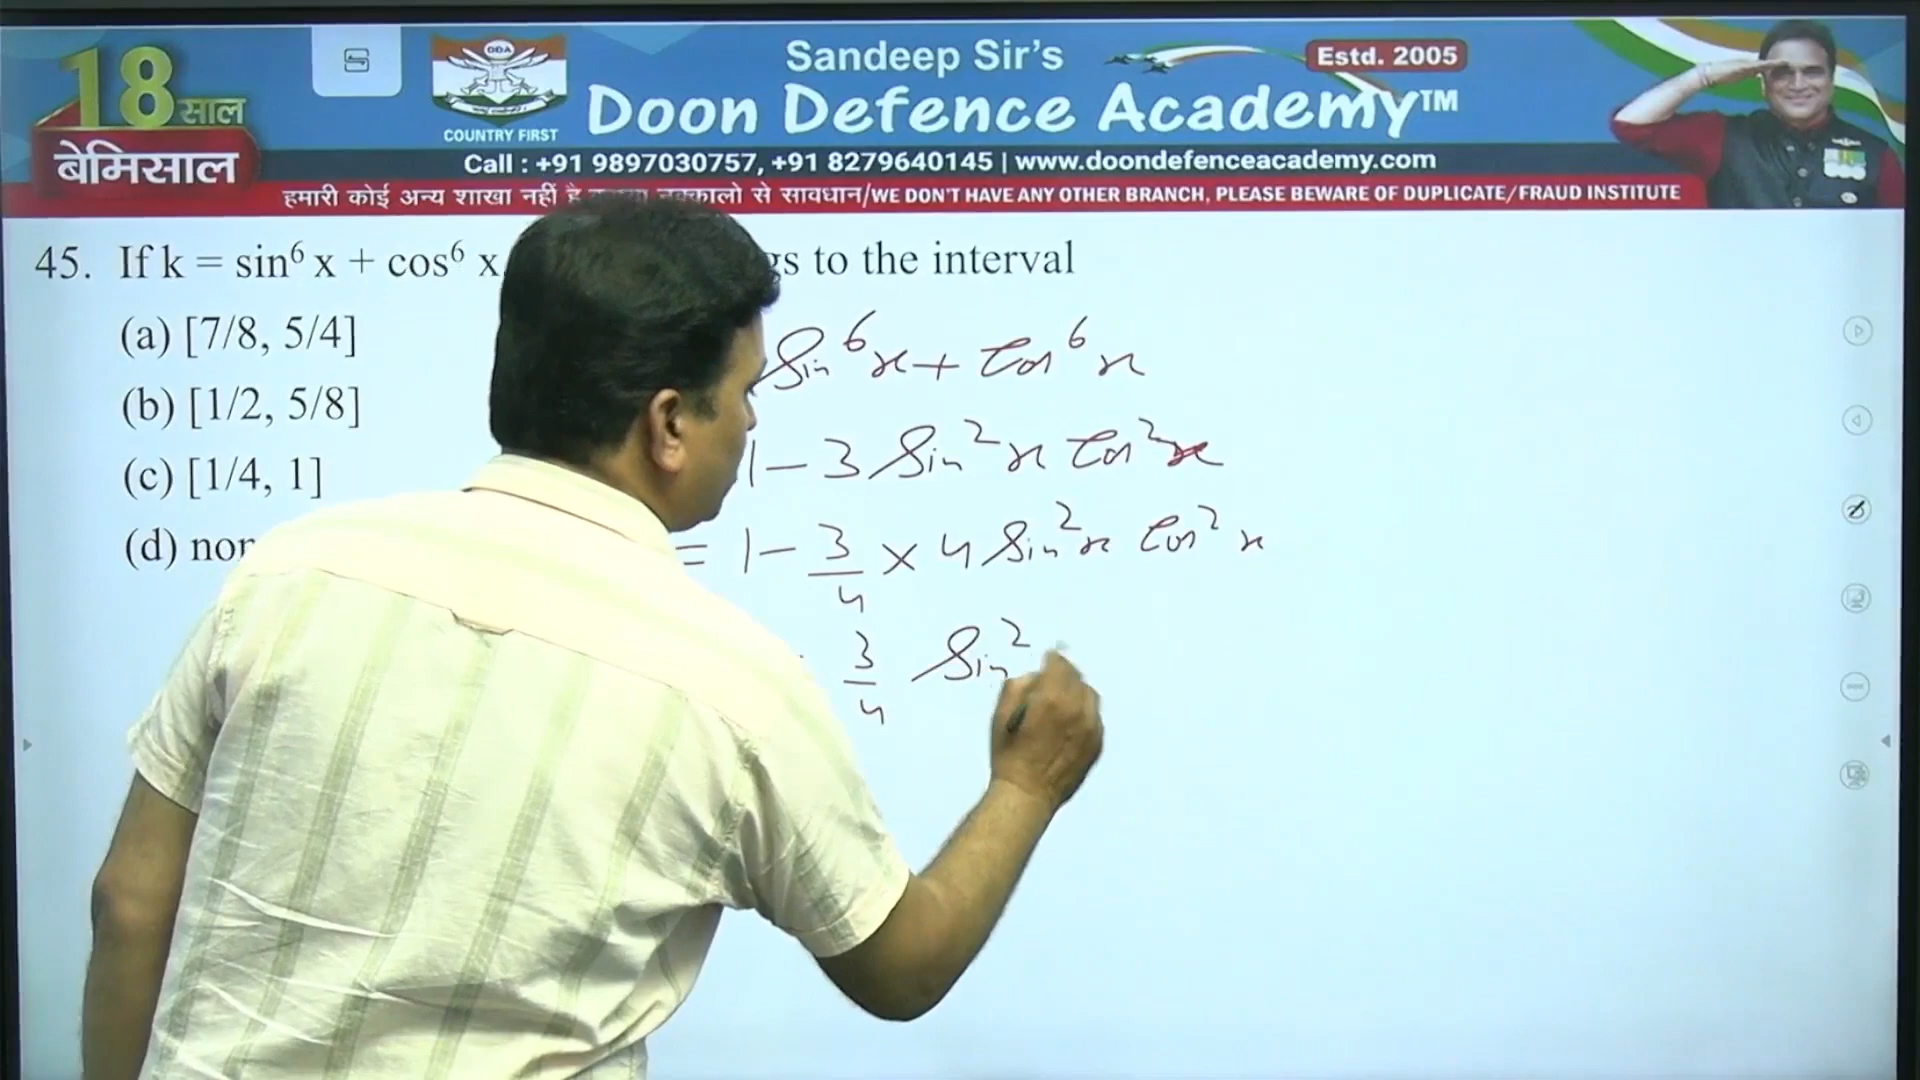 18 साल
बेमिसाल
DDA
COUNTRY FIRST
Sandeep Sir's
Estd. 2005
Doon Defence Academy™
Call : +91 9897030757, +91 8279640145 | www.doondefenceacademy.com
हमारी कोई अन्य शाखा नहीं है नक्कालो से सावधान/WE DON'T HAVE ANY OTHER BRANCH, PLEASE BEWARE OF DUPLICATE/FRAUD INSTITUTE
45. If k = sin⁶ x + cos⁶ x, to the interval
(a) [7/8, 5/4]
(b) [1/2, 5/8]
(c) [1/4, 1]
(d)
Sin⁶x + Cos⁶x
1 - 3 Sin²x Cos²x
= 1 - 3/4 × 4 Sin²x Cos²x
3/4 Sin²